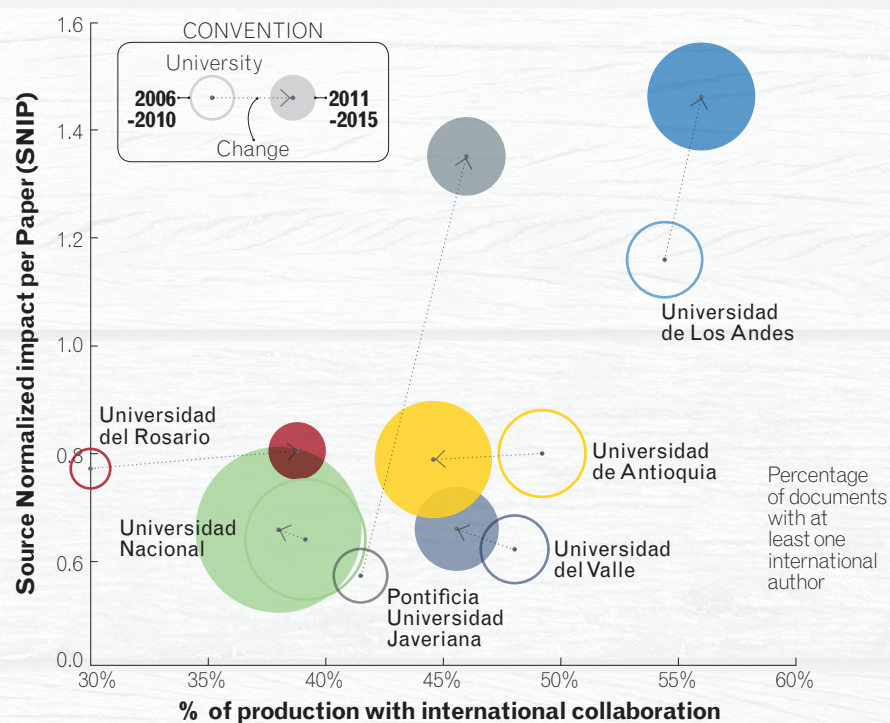 CONVENTION
University
2006
-2010
2011
-2015
Change
Source Normalized impact per Paper (SNIP)
1.6
1.4
1.2
1.0
0.8
0.6
0.0
Universidad
de Los Andes
Universidad
del Rosario
Universidad
de Antioquia
Universidad
Nacional
Universidad
del Valle
Pontificia
Universidad
Javeriana
Percentage
of documents
with at
least one
international
author
30%
35%
40%
45%
50%
55%
60%
% of production with international collaboration